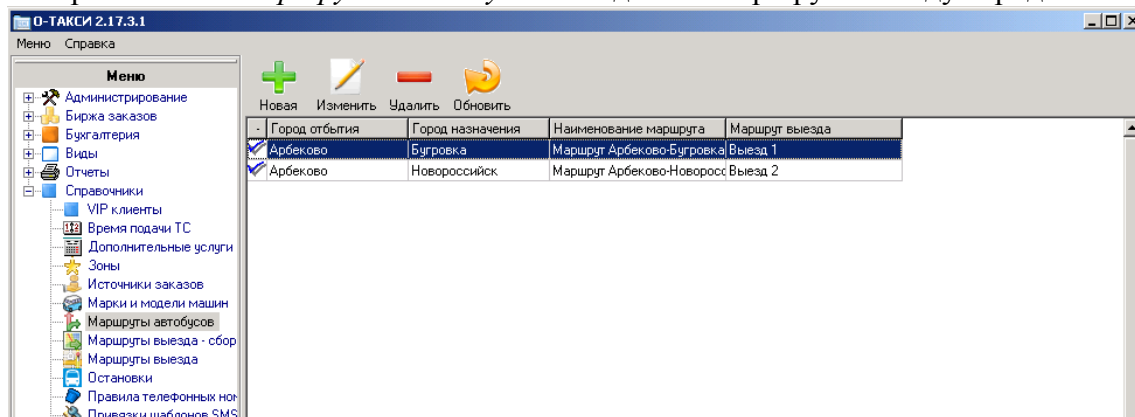 О-ТАКСИ 2.17.3.1
Меню Справка
Меню
Администрирование
Биржа заказов
Бухгалтерия
Виды
Отчеты
Справочники
VIP клиенты
Время подачи ТС
Дополнительные услуги
Зоны
Источники заказов
Марки и модели машин
Маршруты автобусов
Маршруты выезда - сбор
Маршруты выезда
Остановки
Правила телефонных ном
Привязки шаблонов SMS
Новая Изменить Удалить Обновить
- Город отбытия Город назначения Наименование маршрута Маршрут выезда
Арбеково Бугровка Маршрут Арбеково-Бугровка Выезд 1
Арбеково Новороссийск Маршрут Арбеково-Новоросс Выезд 2